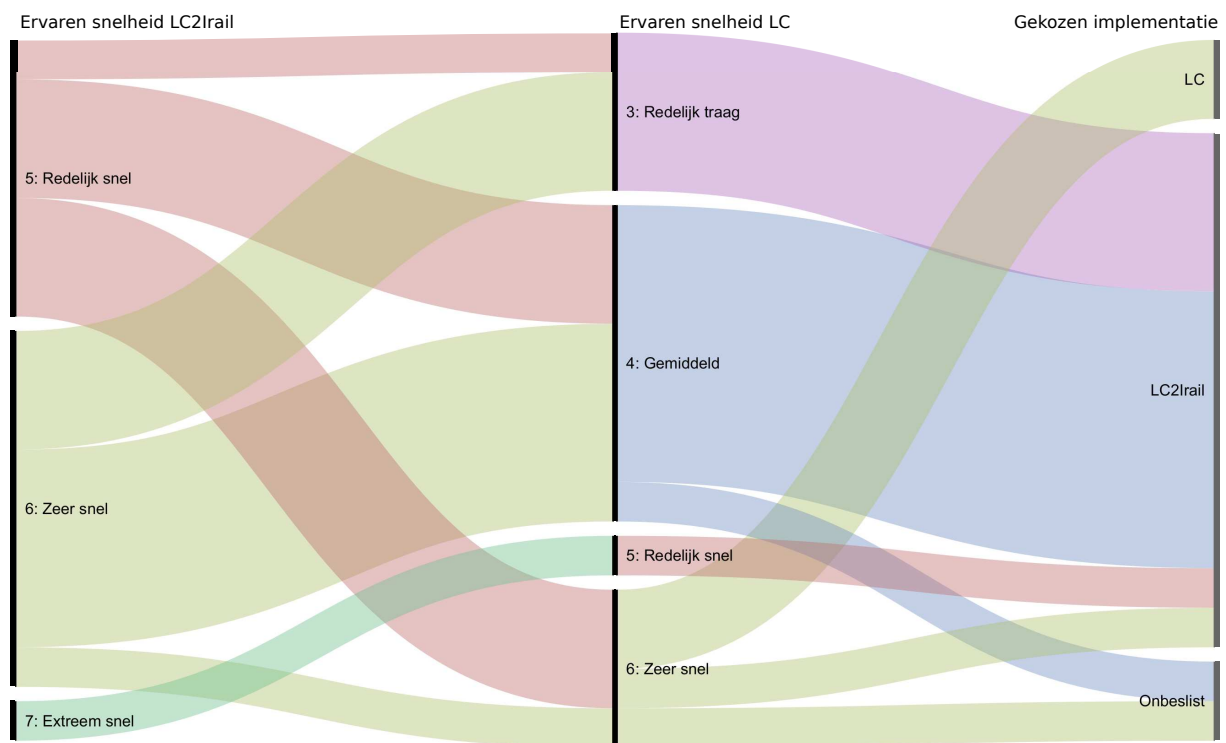 Ervaren snelheid LC2Irail
Ervaren snelheid LC
Gekozen implementatie
5: Redelijk snel
6: Zeer snel
7: Extreem snel
3: Redelijk traag
4: Gemiddeld
5: Redelijk snel
6: Zeer snel
LC
LC2Irail
Onbeslist